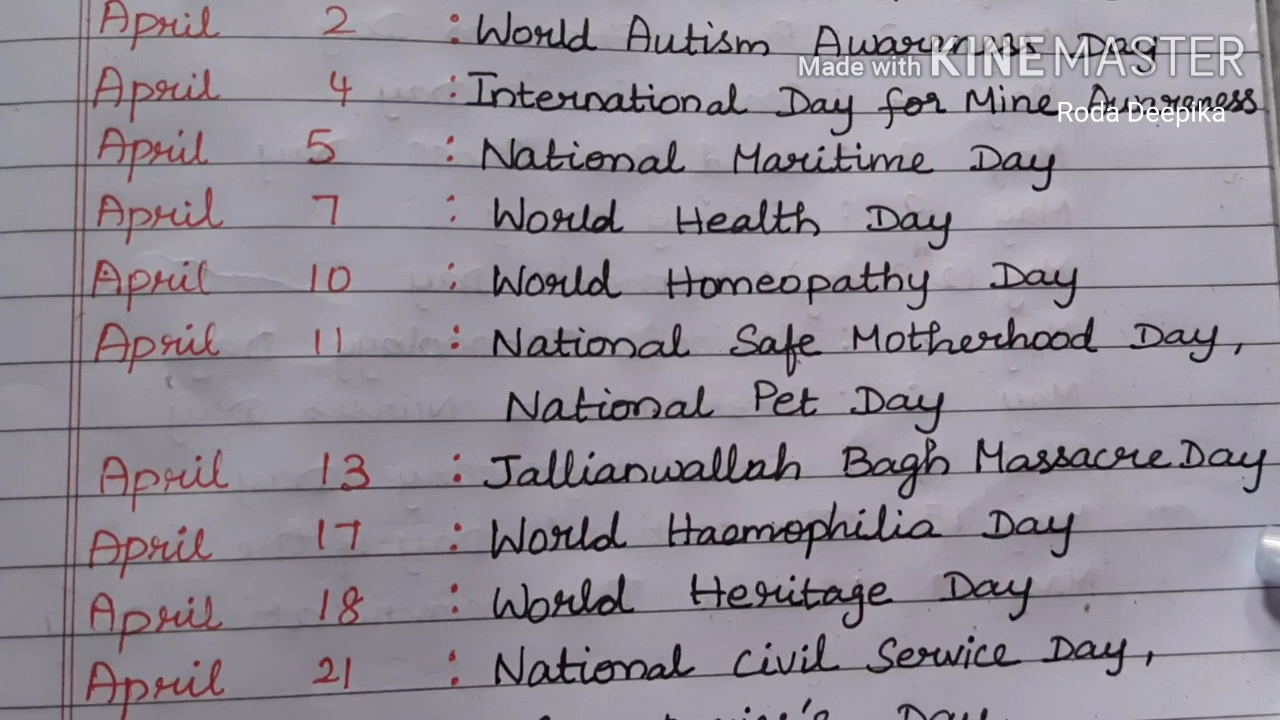 April 2 : World Autism Awareness Day
Made with KINEMASTER
April 4 : International Day for Mine Awareness
Roda Deepika
April 5 : National Maritime Day
April 7 : World Health Day
April 10 : World Homeopathy Day
April 11 : National Safe Motherhood Day,
National Pet Day
April 13 : Jallianwallah Bagh Massacre Day
April 17 : World Haemophilia Day
April 18 : World Heritage Day
April 21 : National Civil Service Day,
Day